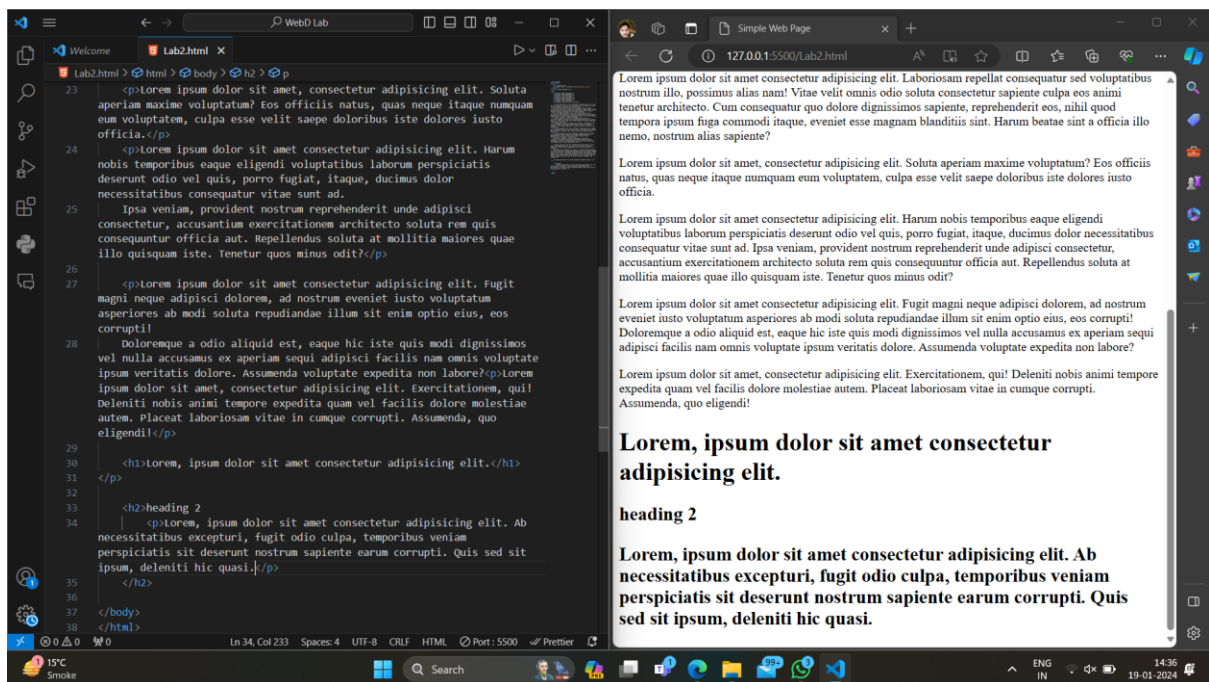 WebD Lab
Welcome
Lab2.html
Lab2.html > html > body > h2 > p
23 <p>Lorem ipsum dolor sit amet, consectetur adipisicing elit. Soluta
aperiam maxime voluptatum? Eos officiis natus, quas neque itaque numquam
eum voluptatem, culpa esse velit saepe doloribus iste dolores iusto
officia.</p>
24 <p>Lorem ipsum dolor sit amet consectetur adipisicing elit. Harum
nobis temporibus eaque eligendi voluptatibus laborum perspiciatis
deserunt odio vel quis, porro fugiat, itaque, ducimus dolor
necessitatibus consequatur vitae sunt ad.
25 Ipsa veniam, provident nostrum reprehenderit unde adipisci
consectetur, accusantium exercitationem architecto soluta rem quis
consequuntur officia aut. Repellendus soluta at mollitia maiores quae
illo quisquam iste. Tenetur quos minus odit?</p>
26
27 <p>Lorem ipsum dolor sit amet consectetur adipisicing elit. Fugit
magni neque adipisci dolorem, ad nostrum eveniet iusto voluptatum
asperiores ab modi soluta repudiandae illum sit enim optio eius, eos
corrupti!
28 Doloremque a odio aliquid est, eaque hic iste quis modi dignissimos
vel nulla accusamus ex aperiam sequi adipisci facilis nam omnis voluptate
ipsum veritatis dolore. Assumenda voluptate expedita non labore?<p>Lorem
ipsum dolor sit amet, consectetur adipisicing elit. Exercitationem, qui!
Deleniti nobis animi tempore expedita quam vel facilis dolore molestiae
autem. Placeat laboriosam vitae in cumque corrupti. Assumenda, quo
eligendi!</p>
29
30 <h1>Lorem, ipsum dolor sit amet consectetur adipisicing elit.</h1>
31 </p>
32
33 <h2>heading 2
34 <p>Lorem, ipsum dolor sit amet consectetur adipisicing elit. Ab
necessitatibus excepturi, fugit odio culpa, temporibus veniam
perspiciatis sit deserunt nostrum sapiente earum corrupti. Quis sed sit
ipsum, deleniti hic quasi.</p>
35 </h2>
36
37 </body>
38 </html>
0 0 0 Ln 34, Col 233 Spaces: 4 UTF-8 CRLF HTML Port : 5500 Prettier
Simple Web Page
127.0.0.1:5500/Lab2.html
Lorem ipsum dolor sit amet consectetur adipisicing elit. Laboriosam repellat consequatur sed voluptatibus
nostrum illo, possimus alias nam! Vitae velit omnis odio soluta consectetur sapiente culpa eos animi
tenetur architecto. Cum consequatur quo dolore dignissimos sapiente, reprehenderit eos, nihil quod
tempora ipsum fuga commodi itaque, eveniet esse magnam blanditiis sint. Harum beatae sint a officia illo
nemo, nostrum alias sapiente?
Lorem ipsum dolor sit amet, consectetur adipisicing elit. Soluta aperiam maxime voluptatum? Eos officiis
natus, quas neque itaque numquam eum voluptatem, culpa esse velit saepe doloribus iste dolores iusto
officia.
Lorem ipsum dolor sit amet consectetur adipisicing elit. Harum nobis temporibus eaque eligendi
voluptatibus laborum perspiciatis deserunt odio vel quis, porro fugiat, itaque, ducimus dolor necessitatibus
consequatur vitae sunt ad. Ipsa veniam, provident nostrum reprehenderit unde adipisci consectetur,
accusantium exercitationem architecto soluta rem quis consequuntur officia aut. Repellendus soluta at
mollitia maiores quae illo quisquam iste. Tenetur quos minus odit?
Lorem ipsum dolor sit amet consectetur adipisicing elit. Fugit magni neque adipisci dolorem, ad nostrum
eveniet iusto voluptatum asperiores ab modi soluta repudiandae illum sit enim optio eius, eos corrupti!
Doloremque a odio aliquid est, eaque hic iste quis modi dignissimos vel nulla accusamus ex aperiam sequi
adipisci facilis nam omnis voluptate ipsum veritatis dolore. Assumenda voluptate expedita non labore?
Lorem ipsum dolor sit amet, consectetur adipisicing elit. Exercitationem, qui! Deleniti nobis animi tempore
expedita quam vel facilis dolore molestiae autem. Placeat laboriosam vitae in cumque corrupti.
Assumenda, quo eligendi!
Lorem, ipsum dolor sit amet consectetur
adipisicing elit.
heading 2
Lorem, ipsum dolor sit amet consectetur adipisicing elit. Ab
necessitatibus excepturi, fugit odio culpa, temporibus veniam
perspiciatis sit deserunt nostrum sapiente earum corrupti. Quis
sed sit ipsum, deleniti hic quasi.
1 15°C
Smoke
Search
99+ 3
ENG
IN
14:36
19-01-2024